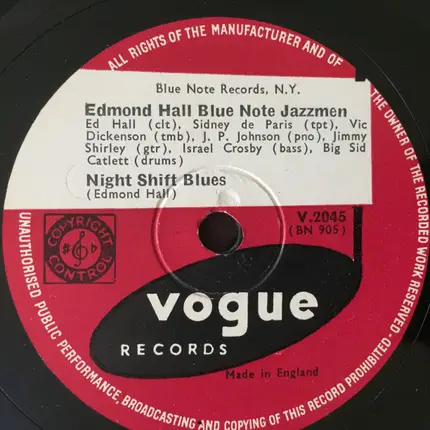 ALL RIGHTS OF THE MANUFACTURER AND OF THE OWNER OF THE RECORDED WORK RESERVED
UNAUTHORISED PUBLIC PERFORMANCE, BROADCASTING AND COPYING OF THIS RECORD PROHIBITED·
Blue Note Records, N.Y.
Edmond Hall Blue Note Jazzmen
Ed Hall (clt), Sidney de Paris (tpt), Vic
Dickenson (tmb), J. P. Johnson (pno), Jimmy
Shirley (gtr), Israel Crosby (bass), Big Sid
Catlett (drums)
Night Shift Blues
(Edmond Hall)
V.2045
(BN 905)
COPYRIGHT
CONTROL
vogue
RECORDS
Made in England